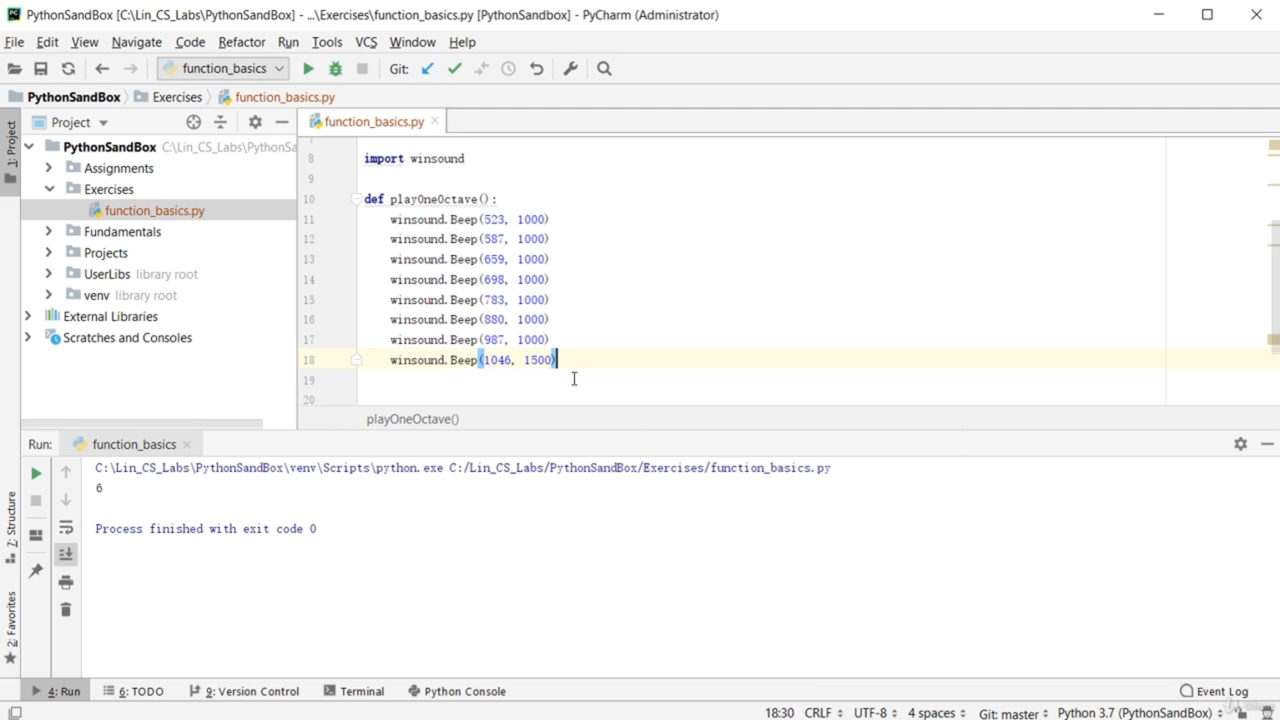 PythonSandBox [C:\Lin_CS_Labs\PythonSandBox] - ...\Exercises\function_basics.py [PythonSandbox] - PyCharm (Administrator)
File Edit View Navigate Code Refactor Run Tools VCS Window Help
function_basics Git:
PythonSandBox Exercises function_basics.py
1: Project
Project
function_basics.py
PythonSandBox C:\Lin_CS_Labs\PythonSa
Assignments
Exercises
function_basics.py
Fundamentals
Projects
UserLibs library root
venv library root
External Libraries
Scratches and Consoles
7
8 import winsound
9
10 def playOneOctave():
11 winsound.Beep(523, 1000)
12 winsound.Beep(587, 1000)
13 winsound.Beep(659, 1000)
14 winsound.Beep(698, 1000)
15 winsound.Beep(783, 1000)
16 winsound.Beep(880, 1000)
17 winsound.Beep(987, 1000)
18 winsound.Beep(1046, 1500)
19
20
playOneOctave()
Run: function_basics
C:\Lin_CS_Labs\PythonSandBox\venv\Scripts\python.exe C:/Lin_CS_Labs/PythonSandBox/Exercises/function_basics.py
6
Process finished with exit code 0
Z: Structure
2: Favorites
4: Run 6: TODO 9: Version Control Terminal Python Console Event Log
18:30 CRLF UTF-8 4 spaces Git: master Python 3.7 (PythonSandBox)